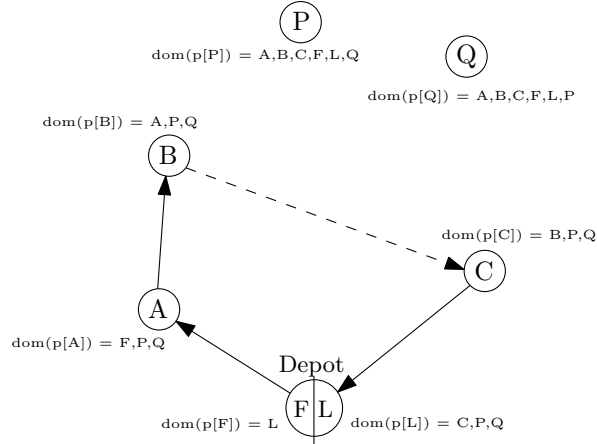 P
dom(p[P]) = A,B,C,F,L,Q
Q
dom(p[Q]) = A,B,C,F,L,P
dom(p[B]) = A,P,Q
B
dom(p[C]) = B,P,Q
C
A
dom(p[A]) = F,P,Q
Depot
F L
dom(p[F]) = L
dom(p[L]) = C,P,Q